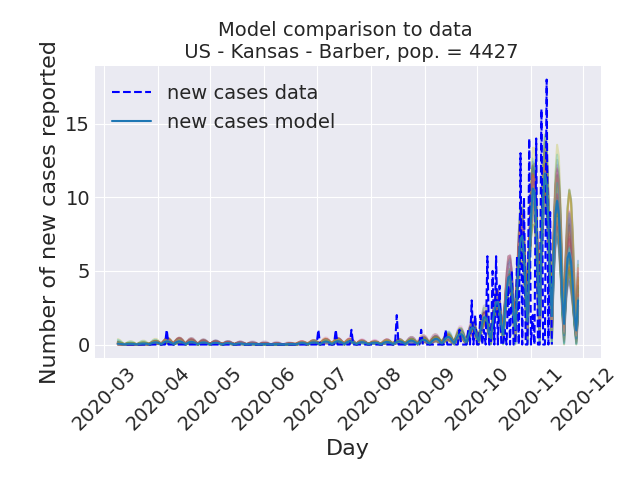 Model comparison to data
US - Kansas - Barber, pop. = 4427
new cases data
new cases model
Number of new cases reported
15
10
5
0
2020-03
2020-04
2020-05
2020-06
2020-07
2020-08
2020-09
2020-10
2020-11
2020-12
Day